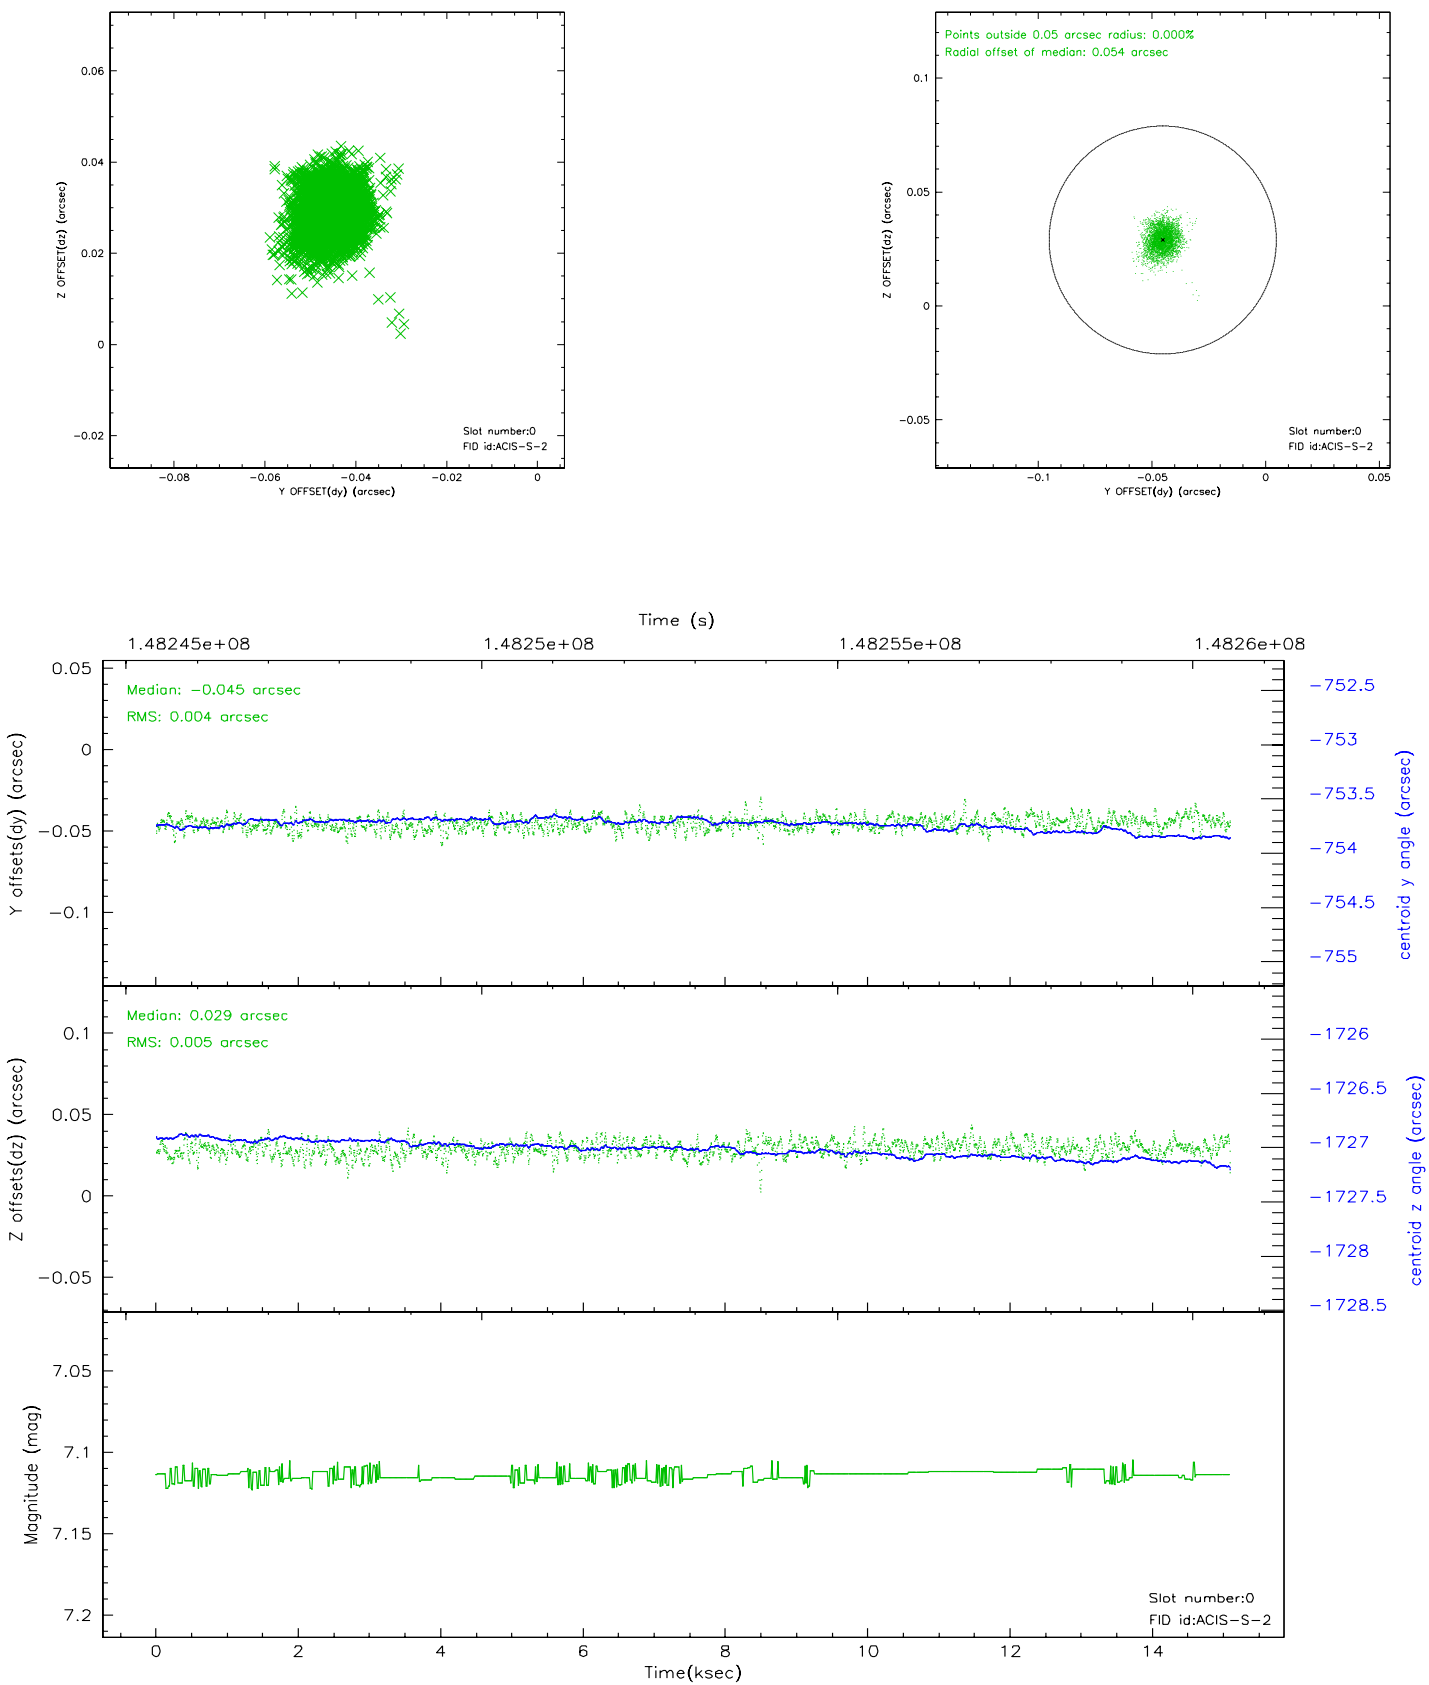 0.06
0.04
0.02
0
−0.02
Z OFFSET(dz) (arcsec)
Slot number:0
FID id:ACIS−S−2
−0.08
−0.06
−0.04
−0.02
0
Y OFFSET(dy) (arcsec)
Points outside 0.05 arcsec radius: 0.000%
Radial offset of median: 0.054 arcsec
0.1
0.05
0
−0.05
Z OFFSET(dz) (arcsec)
Slot number:0
FID id:ACIS−S−2
−0.1
−0.05
0
0.05
Y OFFSET(dy) (arcsec)
Time (s)
1.48245e+08
1.4825e+08
1.48255e+08
1.4826e+08
0.05
0
−0.05
−0.1
Y offsets(dy) (arcsec)
Median: −0.045 arcsec
RMS: 0.004 arcsec
−752.5
−753
−753.5
−754
−754.5
−755
centroid y angle (arcsec)
0.1
0.05
0
−0.05
Z offsets(dz) (arcsec)
Median: 0.029 arcsec
RMS: 0.005 arcsec
−1726
−1726.5
−1727
−1727.5
−1728
−1728.5
centroid z angle (arcsec)
7.05
7.1
7.15
7.2
Magnitude (mag)
Slot number:0
FID id:ACIS−S−2
0
2
4
6
8
10
12
14
Time(ksec)